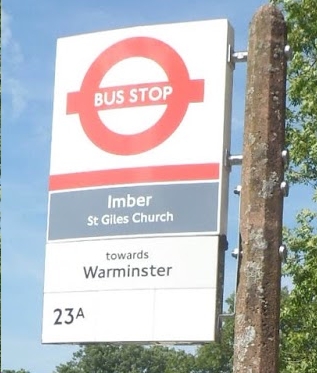 BUS STOP
Imber
St Giles Church
towards
Warminster
23A